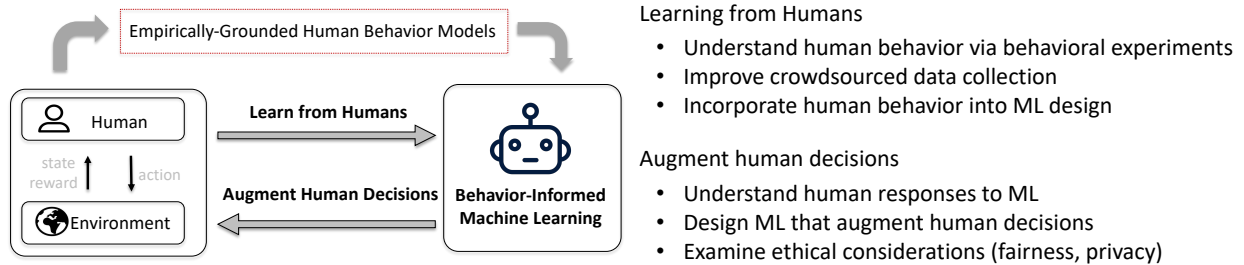 Empirically-Grounded Human Behavior Models
Human
state
reward
action
Environment
Learn from Humans
Augment Human Decisions
Behavior-Informed
Machine Learning
Learning from Humans
• Understand human behavior via behavioral experiments
• Improve crowdsourced data collection
• Incorporate human behavior into ML design
Augment human decisions
• Understand human responses to ML
• Design ML that augment human decisions
• Examine ethical considerations (fairness, privacy)